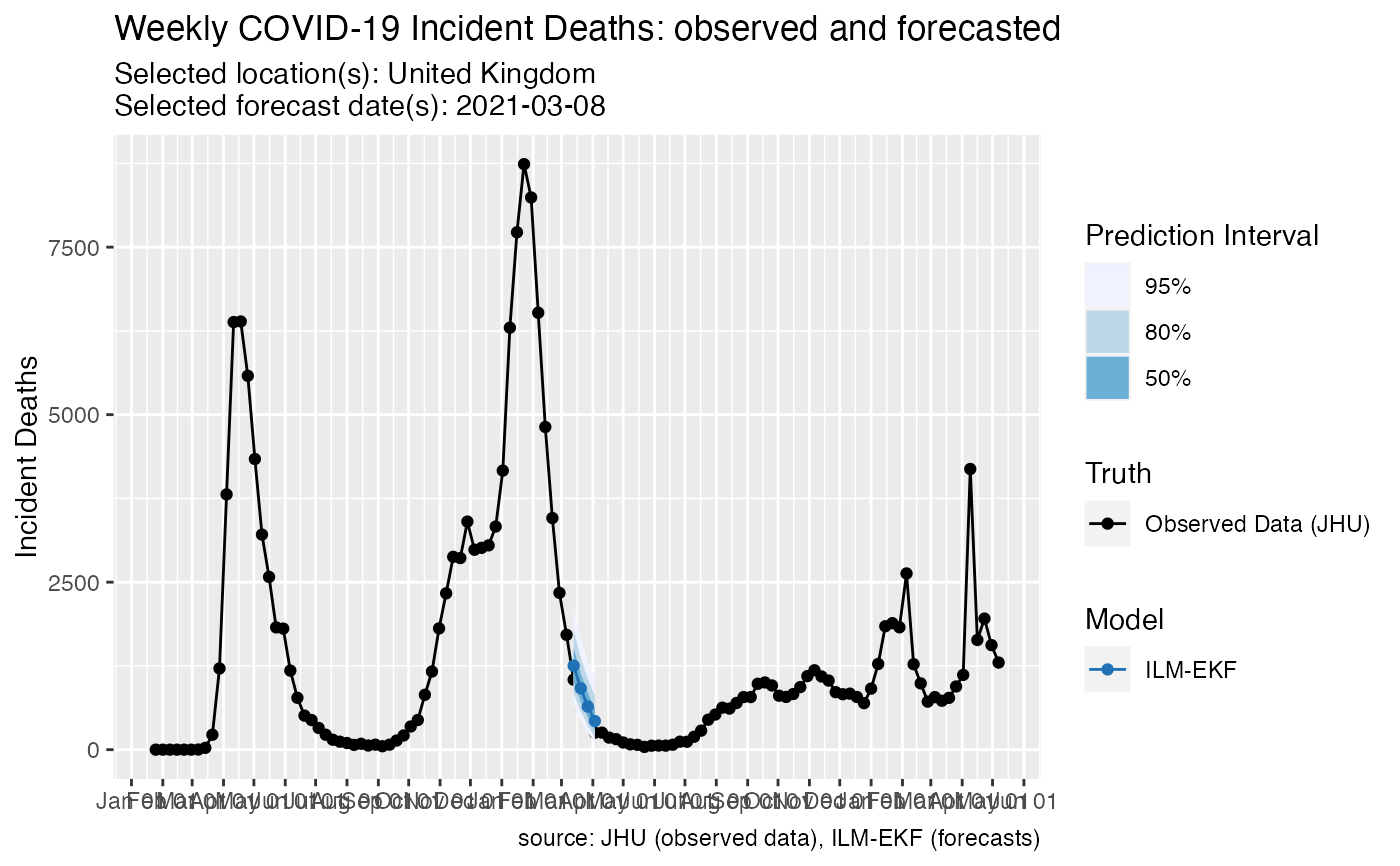 Weekly COVID-19 Incident Deaths: observed and forecasted
Selected location(s): United Kingdom
Selected forecast date(s): 2021-03-08
Incident Deaths
7500
5000
2500
0
Prediction Interval
95%
80%
50%
Truth
Observed Data (JHU)
Model
ILM-EKF
source: JHU (observed data), ILM-EKF (forecasts)